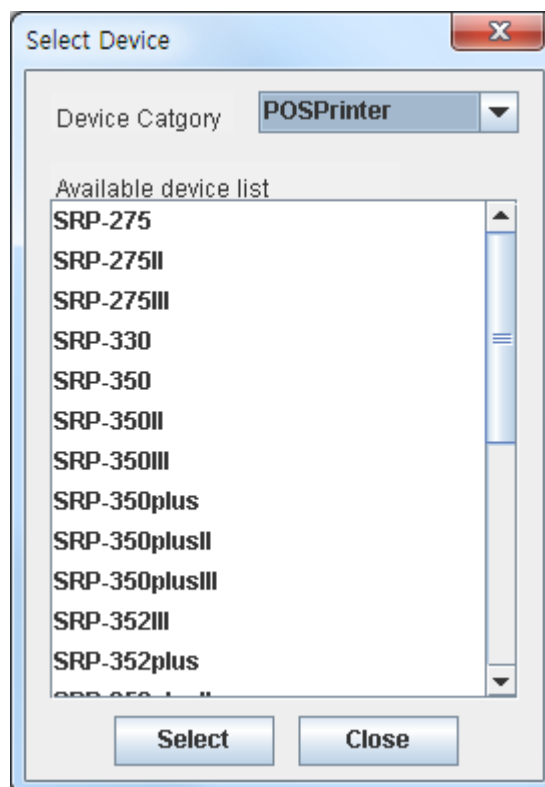 Select Device
Device Catgory POSPrinter
Available device list
SRP-275
SRP-275II
SRP-275III
SRP-330
SRP-350
SRP-350II
SRP-350III
SRP-350plus
SRP-350plusII
SRP-350plusIII
SRP-352III
SRP-352plus
Select Close